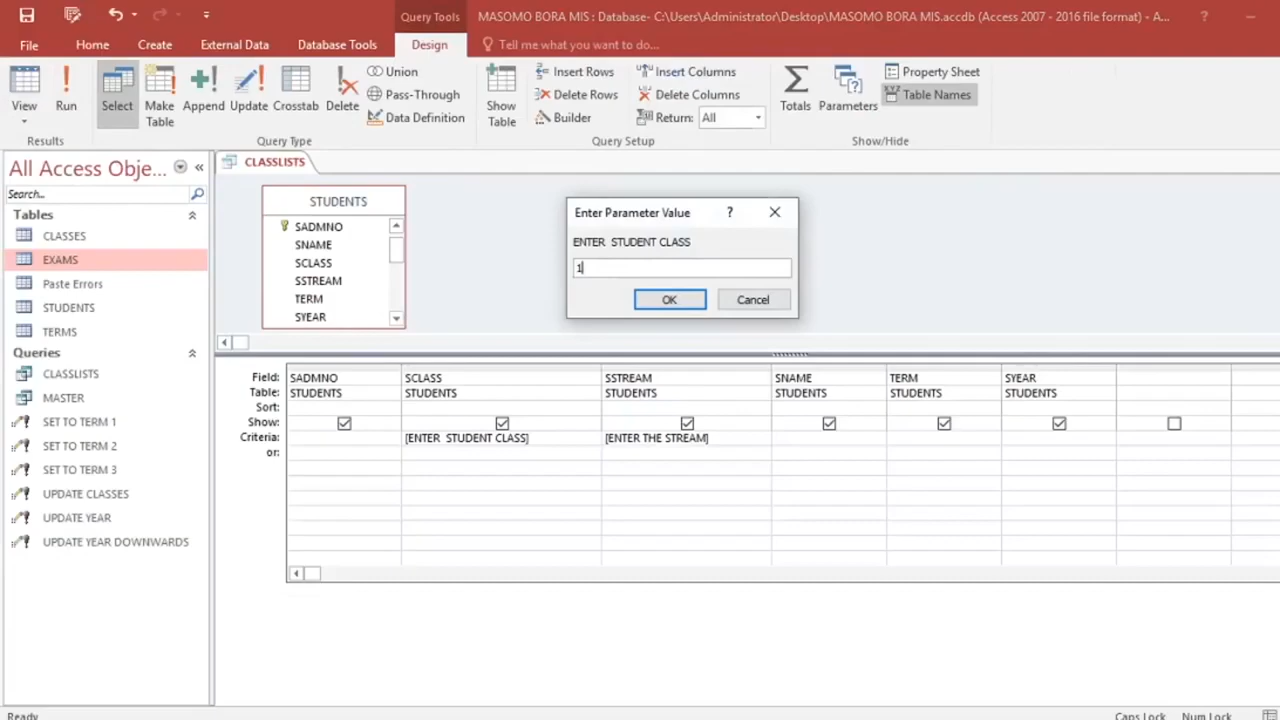 Query Tools
MASOMO BORA MIS : Database- C:\Users\Administrator\Desktop\MASOMO BORA MIS.accdb (Access 2007 - 2016 file format) - A...
File Home Create External Data Database Tools Design Tell me what you want to do...
View
Run
Select
Make Table
Append
Update
Crosstab
Delete
Union
Pass-Through
Data Definition
Show Table
Insert Rows
Delete Rows
Builder
Insert Columns
Delete Columns
Return: All
Totals
Parameters
Property Sheet
Table Names
Results
Query Type
Query Setup
Show/Hide
All Access Obje...
Search...
Tables
CLASSES
EXAMS
Paste Errors
STUDENTS
TERMS
Queries
CLASSLISTS
MASTER
SET TO TERM 1
SET TO TERM 2
SET TO TERM 3
UPDATE CLASSES
UPDATE YEAR
UPDATE YEAR DOWNWARDS
CLASSLISTS
STUDENTS
SADMNO
SNAME
SCLASS
SSTREAM
TERM
SYEAR
Enter Parameter Value ?
ENTER STUDENT CLASS
1
OK Cancel
Field: SADMNO SCLASS SSTREAM SNAME TERM SYEAR
Table: STUDENTS STUDENTS STUDENTS STUDENTS STUDENTS STUDENTS
Sort:
Show:
Criteria: [ENTER STUDENT CLASS] [ENTER THE STREAM]
or:
Ready Caps Lock Num Lock